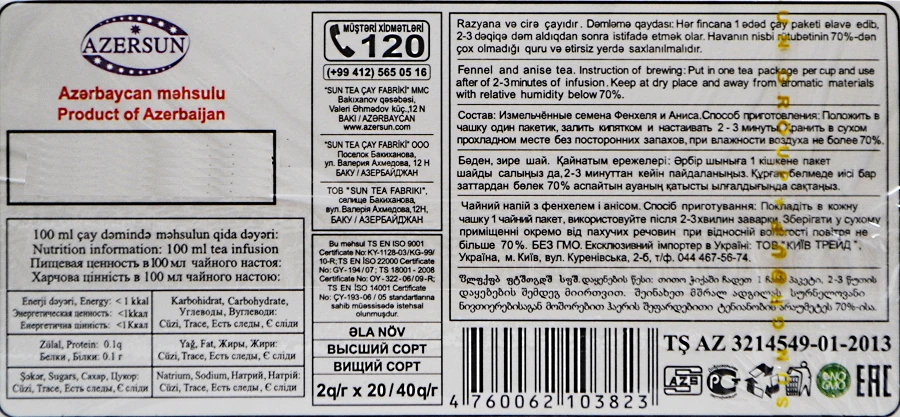 AZERSUN
Azərbaycan məhsulu
Product of Azerbaijan
100 ml çay dəmində məhsulun qida dəyəri:
Nutrition information: 100 ml tea infusion
Пищевая ценность в 100 мл чайного настоя:
Харчова цінність в 100 мл чайного настою:
Enerji dəyəri, Energy: <1 kkal
Энергетическая ценность: <1kkal
Енергетична цінність: <1Ккал
Karbohidrat, Carbohydrate,
Углеводы, Вуглеводи:
Cüzi, Trace, Есть следы, Є сліди
Zülal, Protein: 0.1q
Белки, Білки: 0.1 г
Yağ, Fat, Жиры, Жири:
Cüzi, Trace, Есть следы, Є сліди
Şəkər, Sugars, Сахар, Цукор:
Cüzi, Trace, Есть следы, Є сліди
Natrium, Sodium, Натрий, Натрій:
Cüzi, Trace, Есть следы, Є сліди
MÜŞTƏRİ XİDMƏTLƏRİ
120
(+99 412) 565 05 16
"SUN TEA ÇAY FABRİKİ" MMC
Bakıxanov qəsəbəsi,
Valeri Əhmədov küç.,12 N
BAKI / AZƏRBAYCAN
www.azersun.com
"SUN TEA ÇAY FABRİKİ" OOO
Поселок Бакиханова,
ул. Валерия Ахмедова, 12 Н
БАКУ / АЗЕРБАЙДЖАН
ТОВ "SUN TEA FABRIKI",
селище Бакиханова,
вул. Валерія Ахмедова,12Н,
БАКУ / АЗЕРБАЙДЖАН
Bu məhsul TS EN ISO 9001
Certificate No: KY-1128-03/KG-99/
10-R; TS EN ISO 22000 Certificate
No: GY-194/07; TS 18001 - 2008
Certificate No: OY-322-06/09-R;
TS EN ISO 14001 Certificate
No: ÇY-193-06 / 05 standartlarına
sahib müəssisədə istehsal
olunmuşdur.
ƏLA NÖV
ВЫСШИЙ СОРТ
ВИЩИЙ СОРТ
2q/г x 20 / 40q/г
Razyana və cirə çayıdır. Dəmləmə qaydası: Hər fincana 1 ədəd çay paketi əlavə edib,
2-3 dəqiqə dəm aldıqdan sonra istifadə etmək olar. Havanın nisbi rütubətinin 70%-dən
çox olmadığı quru və ətirsiz yerdə saxlanılmalıdır.
Fennel and anise tea. Instruction of brewing: Put in one tea package per cup and use
after of 2-3minutes of infusion. Keep at dry place and away from aromatic materials
with relative humidity below 70%.
Состав: Измельчённые семена Фенхеля и Аниса.Способ приготовления: Положить в
чашку один пакетик, залить кипятком и настаивать 2 - 3 минуты.Хранить в сухом
прохладном месте без посторонних запахов, при влажности воздуха не более 70%.
Бәден, зире шай. Қайнатым ережелері: Әрбір шыныға 1 кішкене пакет
шайды салыңыз да,2-3 минуттан кейін пайдаланыңыз. Құрғақ бөлмеде иісі бар
заттардан бөлек 70% аспайтын ауаның қатысты ылғалдығында сақтаңыз.
Чайний напій з фенхелем і анісом. Спосіб приготування: Покладіть в кожну
чашку 1 чайний пакет, використовуйте після 2-3хвилин заварки. Зберігати у сухому
приміщенні окремо від пахучих речовин при відносній вологості повітря не
більше 70%. БЕЗ ГМО. Ексклюзивний імпортер в Україні: ТОВ "КИЇВ ТРЕЙД".
Україна, м. Київ, вул. Куренівська, 2-б, т/ф. 044 467-56-74.
TŞ AZ 3214549-01-2013
4 760062 103823
EAC